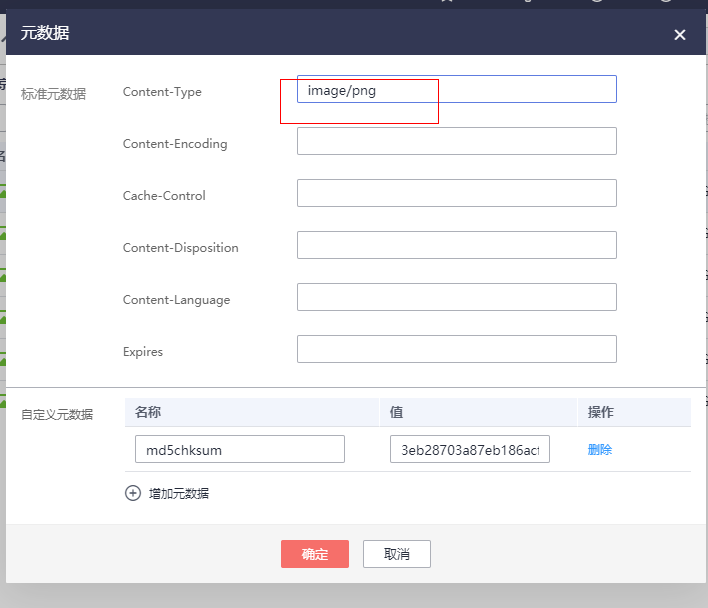 元数据
标准元数据
Content-Type
image/png
Content-Encoding
Cache-Control
Content-Disposition
Content-Language
Expires
自定义元数据
名称 值 操作
md5chksum 3eb28703a87eb186ac 删除
增加元数据
确定 取消